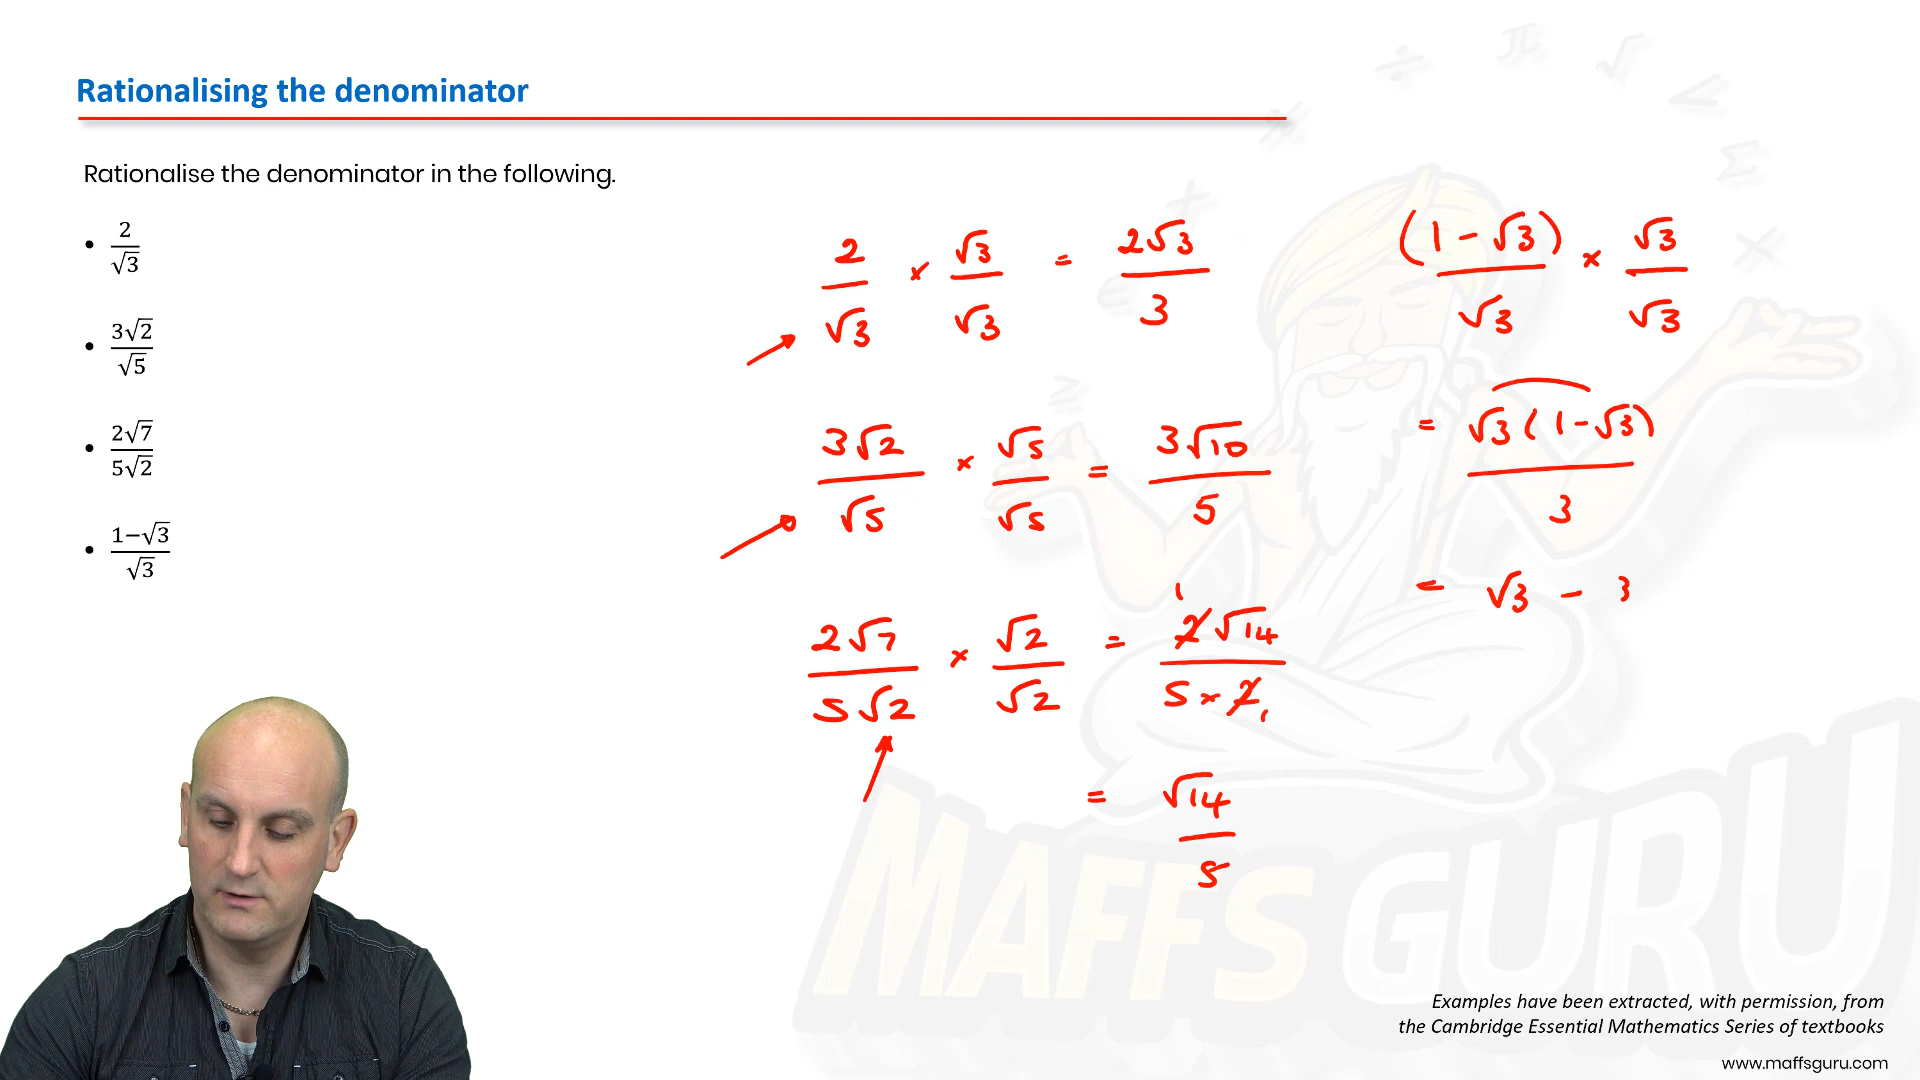 Rationalising the denominator
Rationalise the denominator in the following.
• 2/√3
• 3√2/√5
• 2√7/5√2
• 1−√3/√3
2/√3 × √3/√3 = 2√3/3
3√2/√5 × √5/√5 = 3√10/5
2√7/5√2 × √2/√2 = 2√14/5×2 1 1
= √14/5
(1-√3)/√3 × √3/√3
= √3(1-√3)/3
= √3 - 3
MAFFS GURU
Examples have been extracted, with permission, from
the Cambridge Essential Mathematics Series of textbooks
www.maffsguru.com
÷ π √ < Σ × + × e z